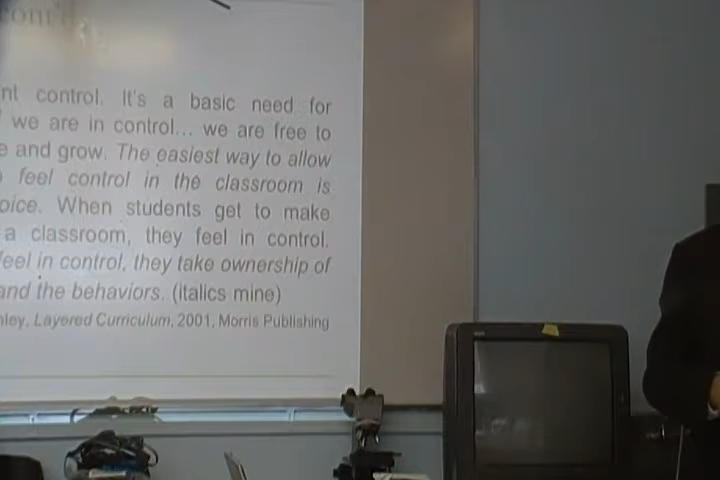 cont'd
nt control. It's a basic need for
we are in control... we are free to
e and grow. The easiest way to allow
feel control in the classroom is
oice. When students get to make
a classroom, they feel in control.
feel in control, they take ownership of
and the behaviors. (italics mine)
nley, Layered Curriculum, 2001, Morris Publishing